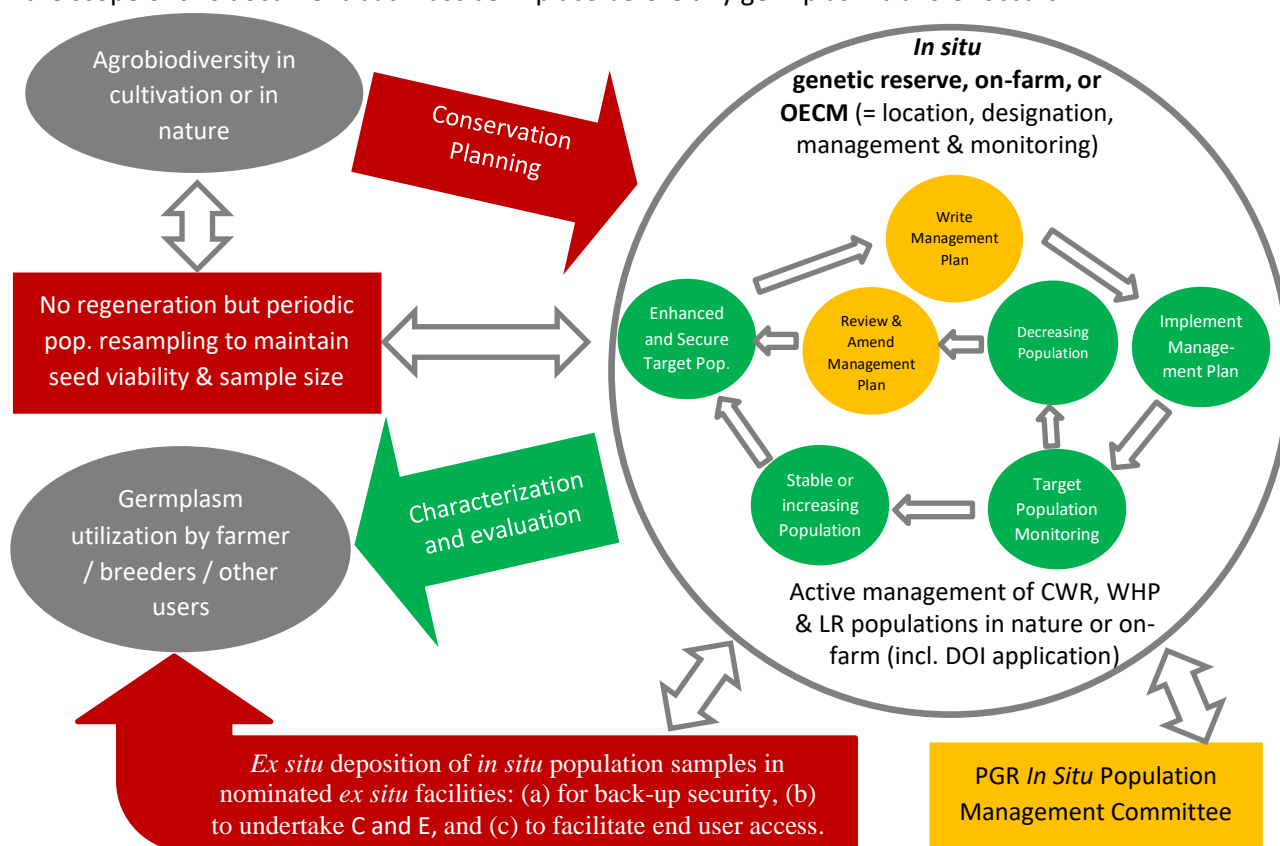 Agrobiodiversity in
cultivation or in
nature
Conservation
Planning
In situ
genetic reserve, on-farm, or
OECM (= location, designation,
management & monitoring)
Write
Management
Plan
No regeneration but periodic
pop. resampling to maintain
seed viability & sample size
Enhanced
and Secure
Target Pop.
Review &
Amend
Management
Plan
Decreasing
Population
Implement
Manage-
ment Plan
Characterization
and evaluation
Stable or
increasing
Population
Target
Population
Monitoring
Germplasm
utilization by farmer
/ breeders / other
users
Active management of CWR, WHP
& LR populations in nature or on-
farm (incl. DOI application)
Ex situ deposition of in situ population samples in
nominated ex situ facilities: (a) for back-up security, (b)
to undertake C and E, and (c) to facilitate end user access.
PGR In Situ Population
Management Committee